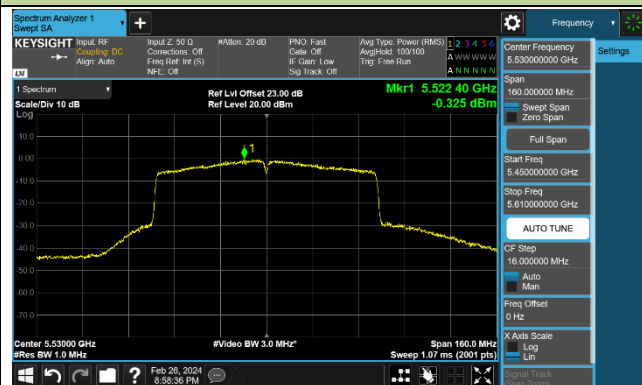 Spectrum Analyzer 1
Swept SA
Frequency
KEYSIGHT
Input: RF
Coupling: DC
Align: Auto
Input Z: 50 Ω
Corrections: Off
Freq Ref: Int (S)
NFE: Off
#Atten: 20 dB
PNO: Fast
Gate: Off
IF Gain: Low
Sig Track: Off
Avg Type: Power (RMS)
Avg|Hold: 100/100
Trig: Free Run
1 2 3 4 5 6
A W W W W W
A N N N N N
LXI
1 Spectrum
Scale/Div 10 dB
Ref Lvl Offset 23.00 dB
Ref Level 20.00 dBm
Mkr1 5.522 40 GHz
-0.325 dBm
Log
1
10.0
0.00
-10.0
-20.0
-30.0
-40.0
-50.0
-60.0
-70.0
Center 5.53000 GHz
#Res BW 1.0 MHz
#Video BW 3.0 MHz*
Span 160.0 MHz
Sweep 1.07 ms (2001 pts)
Feb 26, 2024
8:58:36 PM
Center Frequency
5.530000000 GHz
Settings
Span
160.000000 MHz
Swept Span
Zero Span
Full Span
Start Freq
5.450000000 GHz
Stop Freq
5.610000000 GHz
AUTO TUNE
CF Step
16.000000 MHz
Auto
Man
Freq Offset
0 Hz
X Axis Scale
Log
Lin
Signal Track
(Span Zoom)